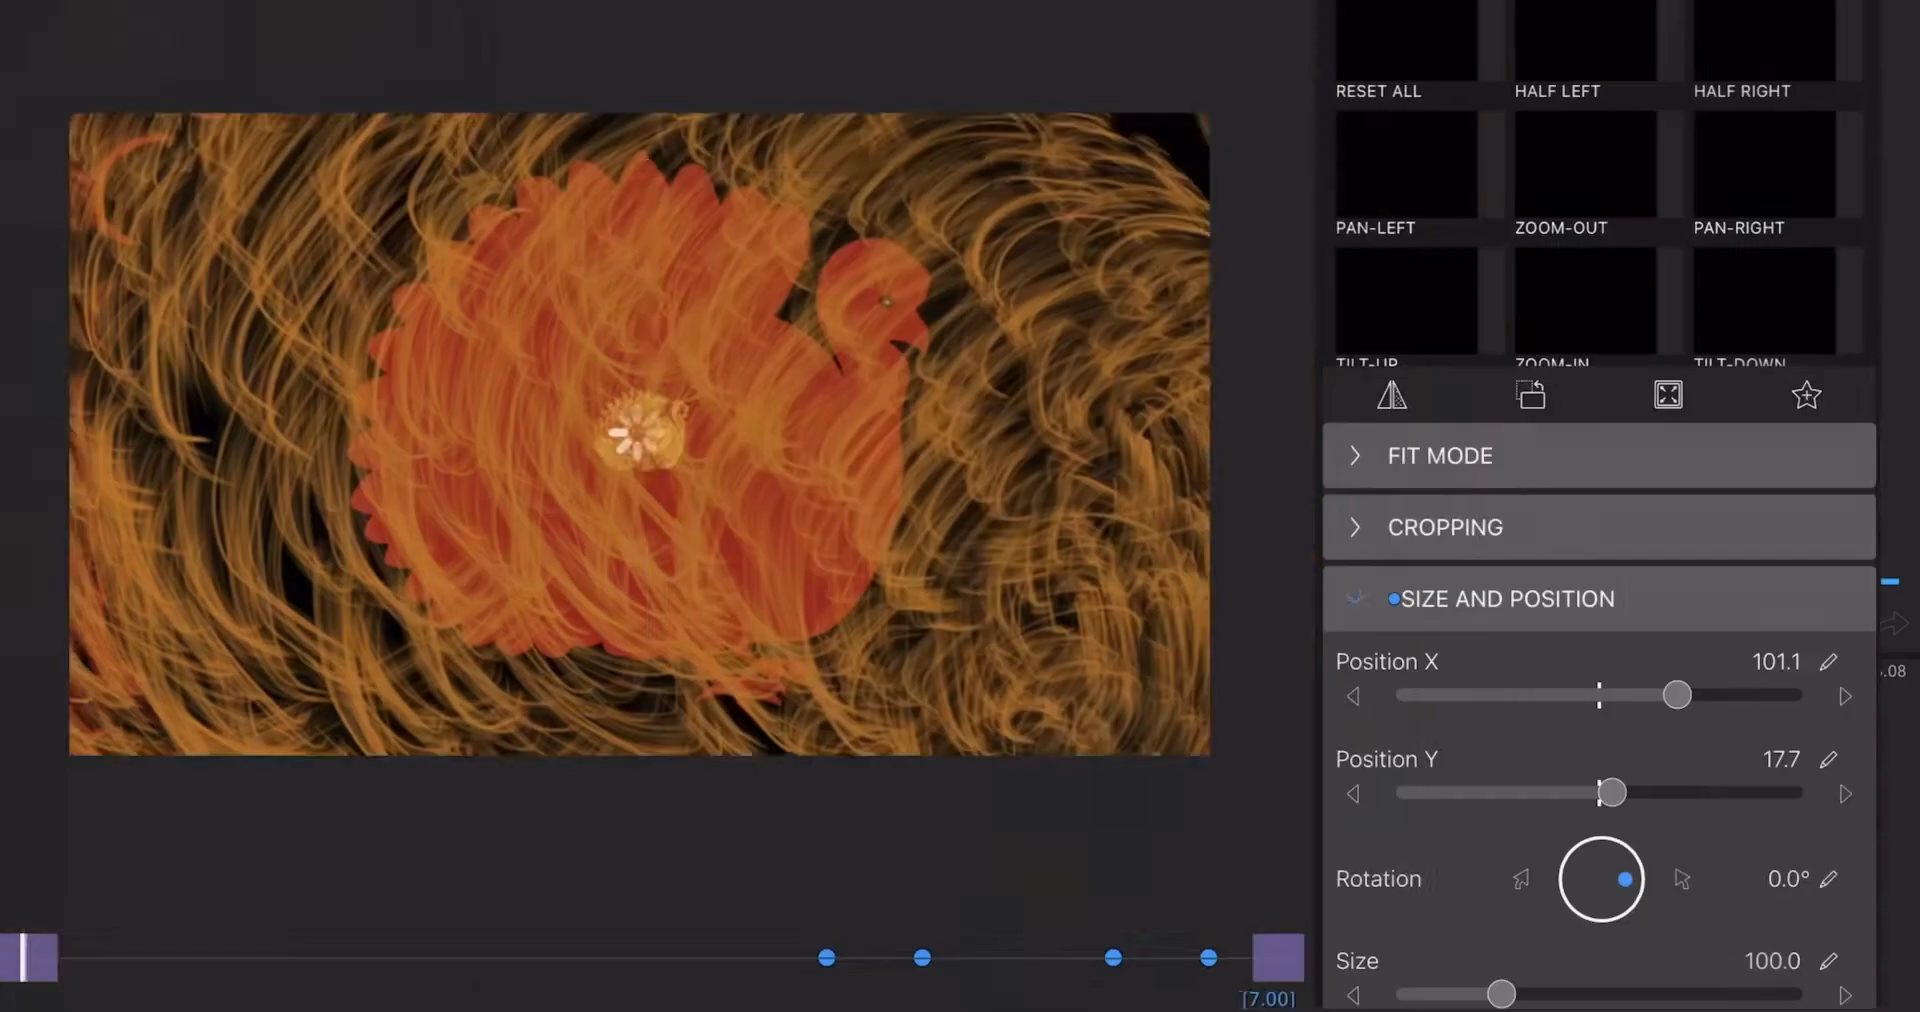 RESET ALL
HALF LEFT
HALF RIGHT
PAN-LEFT
ZOOM-OUT
PAN-RIGHT
TILT-UP
ZOOM-IN
TILT-DOWN
FIT MODE
CROPPING
SIZE AND POSITION
Position X 101.1
Position Y 17.7
Rotation 0.0°
Size 100.0
[7.00]
.08